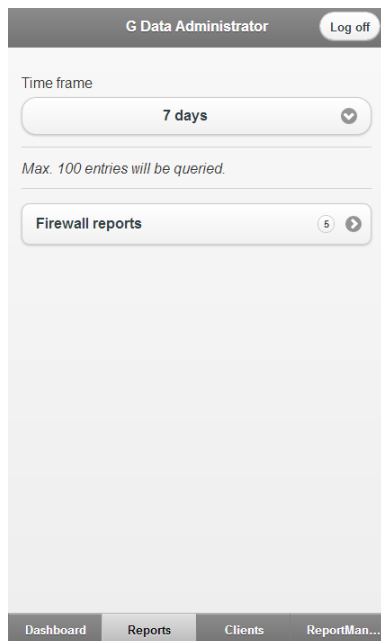 G Data Administrator Log off
Time frame
7 days
Max. 100 entries will be queried.
Firewall reports 5
Dashboard Reports Clients ReportMan...